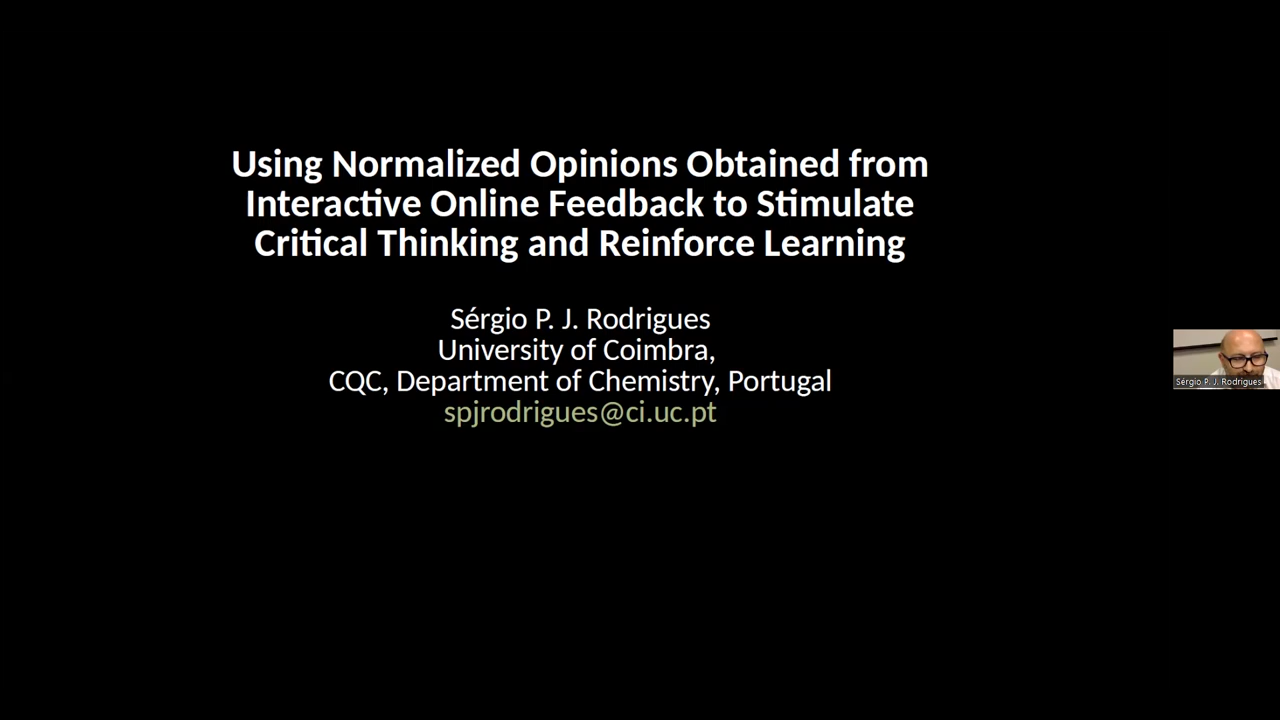 Using Normalized Opinions Obtained from
Interactive Online Feedback to Stimulate
Critical Thinking and Reinforce Learning
Sérgio P. J. Rodrigues
University of Coimbra,
CQC, Department of Chemistry, Portugal
spjrodrigues@ci.uc.pt
Sérgio P. J. Rodrigues